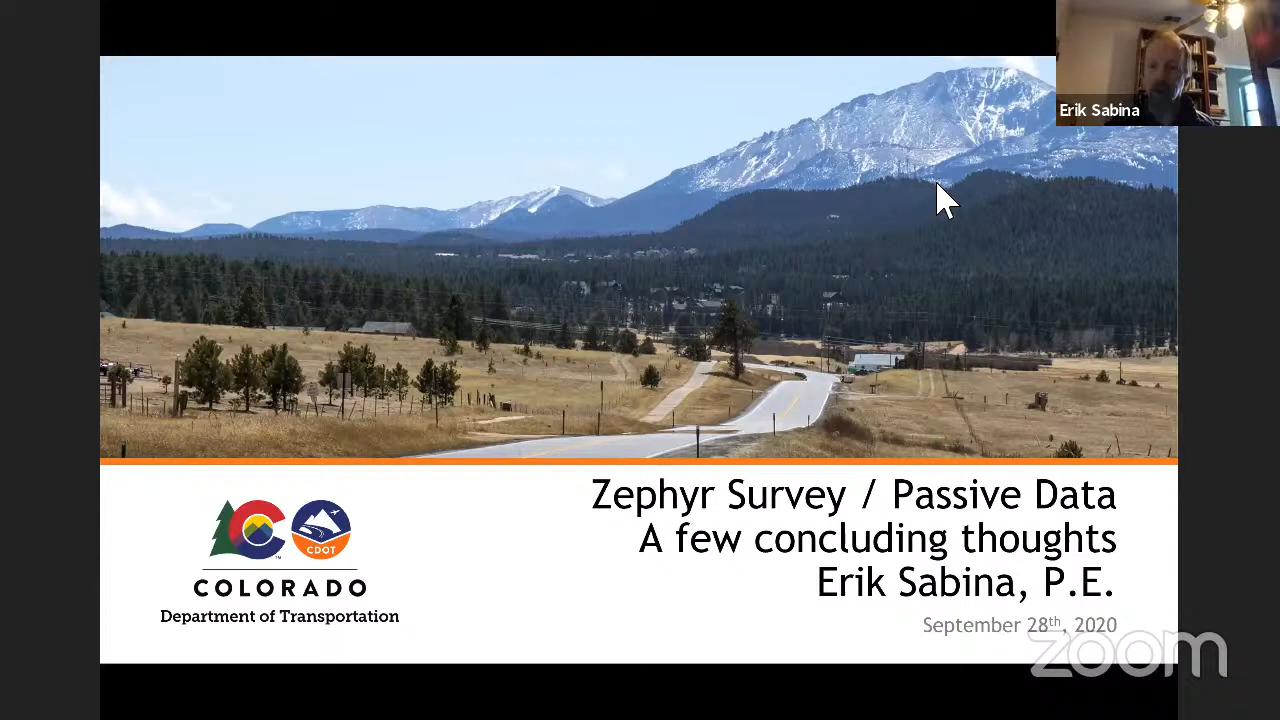 Erik Sabina
Zephyr Survey / Passive Data
A few concluding thoughts
Erik Sabina, P.E.
September 28th, 2020
CDOT
TM
COLORADO
Department of Transportation
zoom